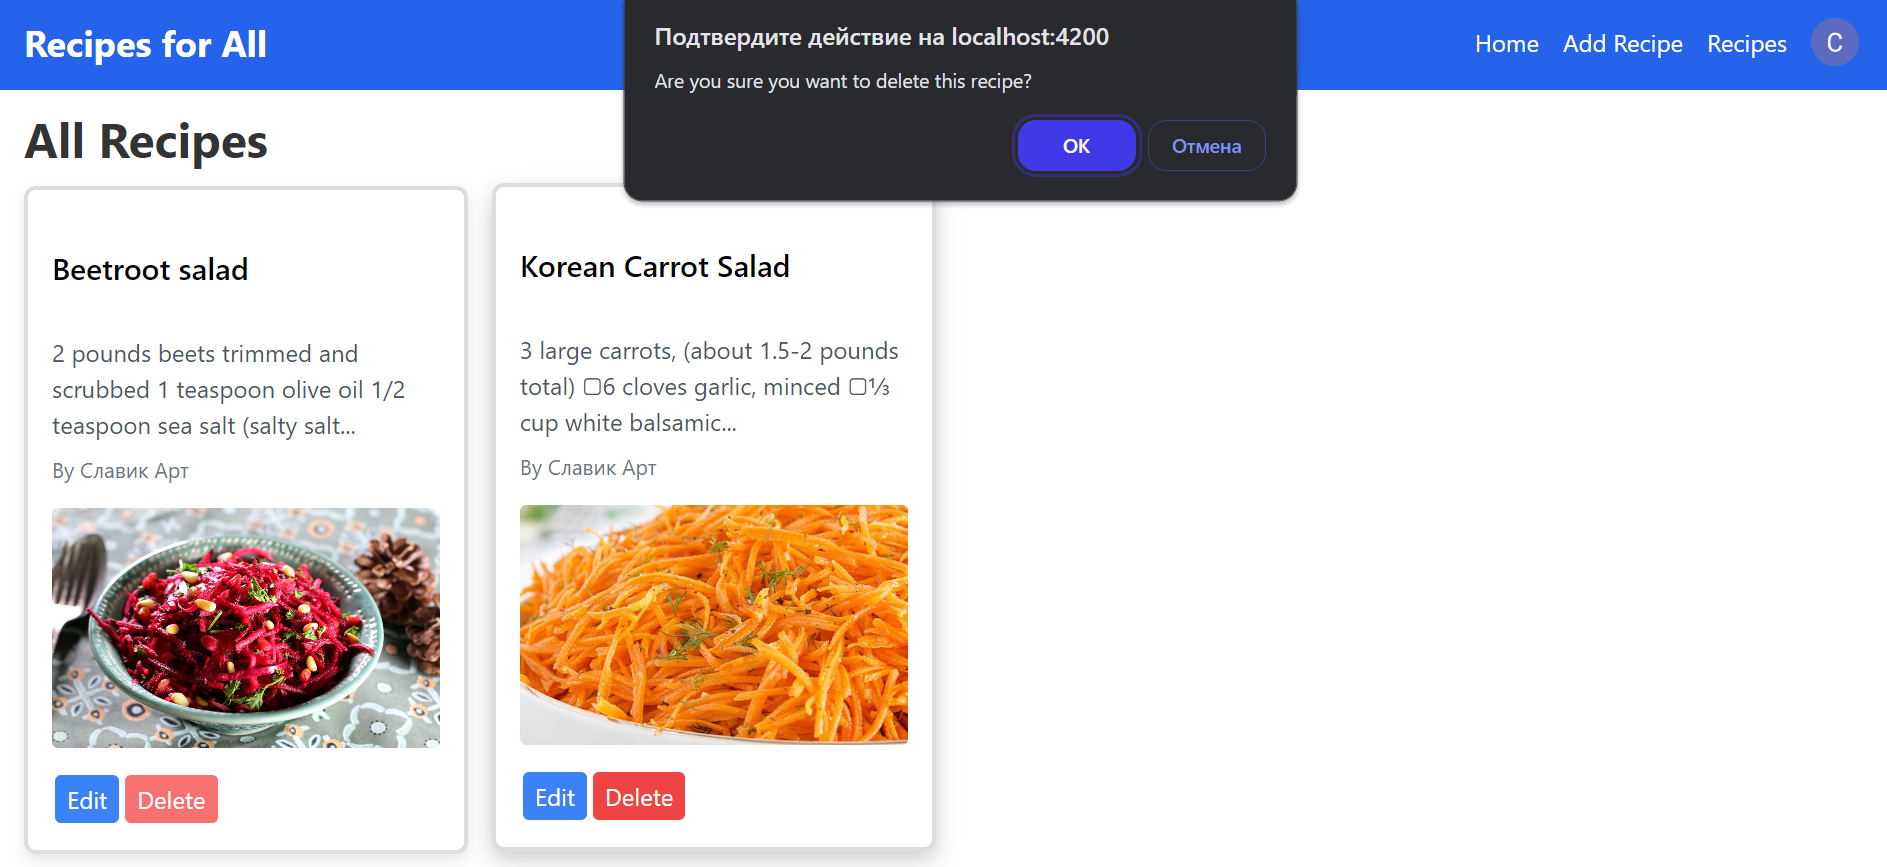 Recipes for All
Home
Add Recipe
Recipes
C
Подтвердите действие на localhost:4200
Are you sure you want to delete this recipe?
ОК
Отмена
All Recipes
Beetroot salad
2 pounds beets trimmed and
scrubbed 1 teaspoon olive oil 1/2
teaspoon sea salt (salty salt...
By Славик Арт
Edit
Delete
Korean Carrot Salad
3 large carrots, (about 1.5-2 pounds
total) ▢6 cloves garlic, minced ▢⅓
cup white balsamic...
By Славик Арт
Edit
Delete